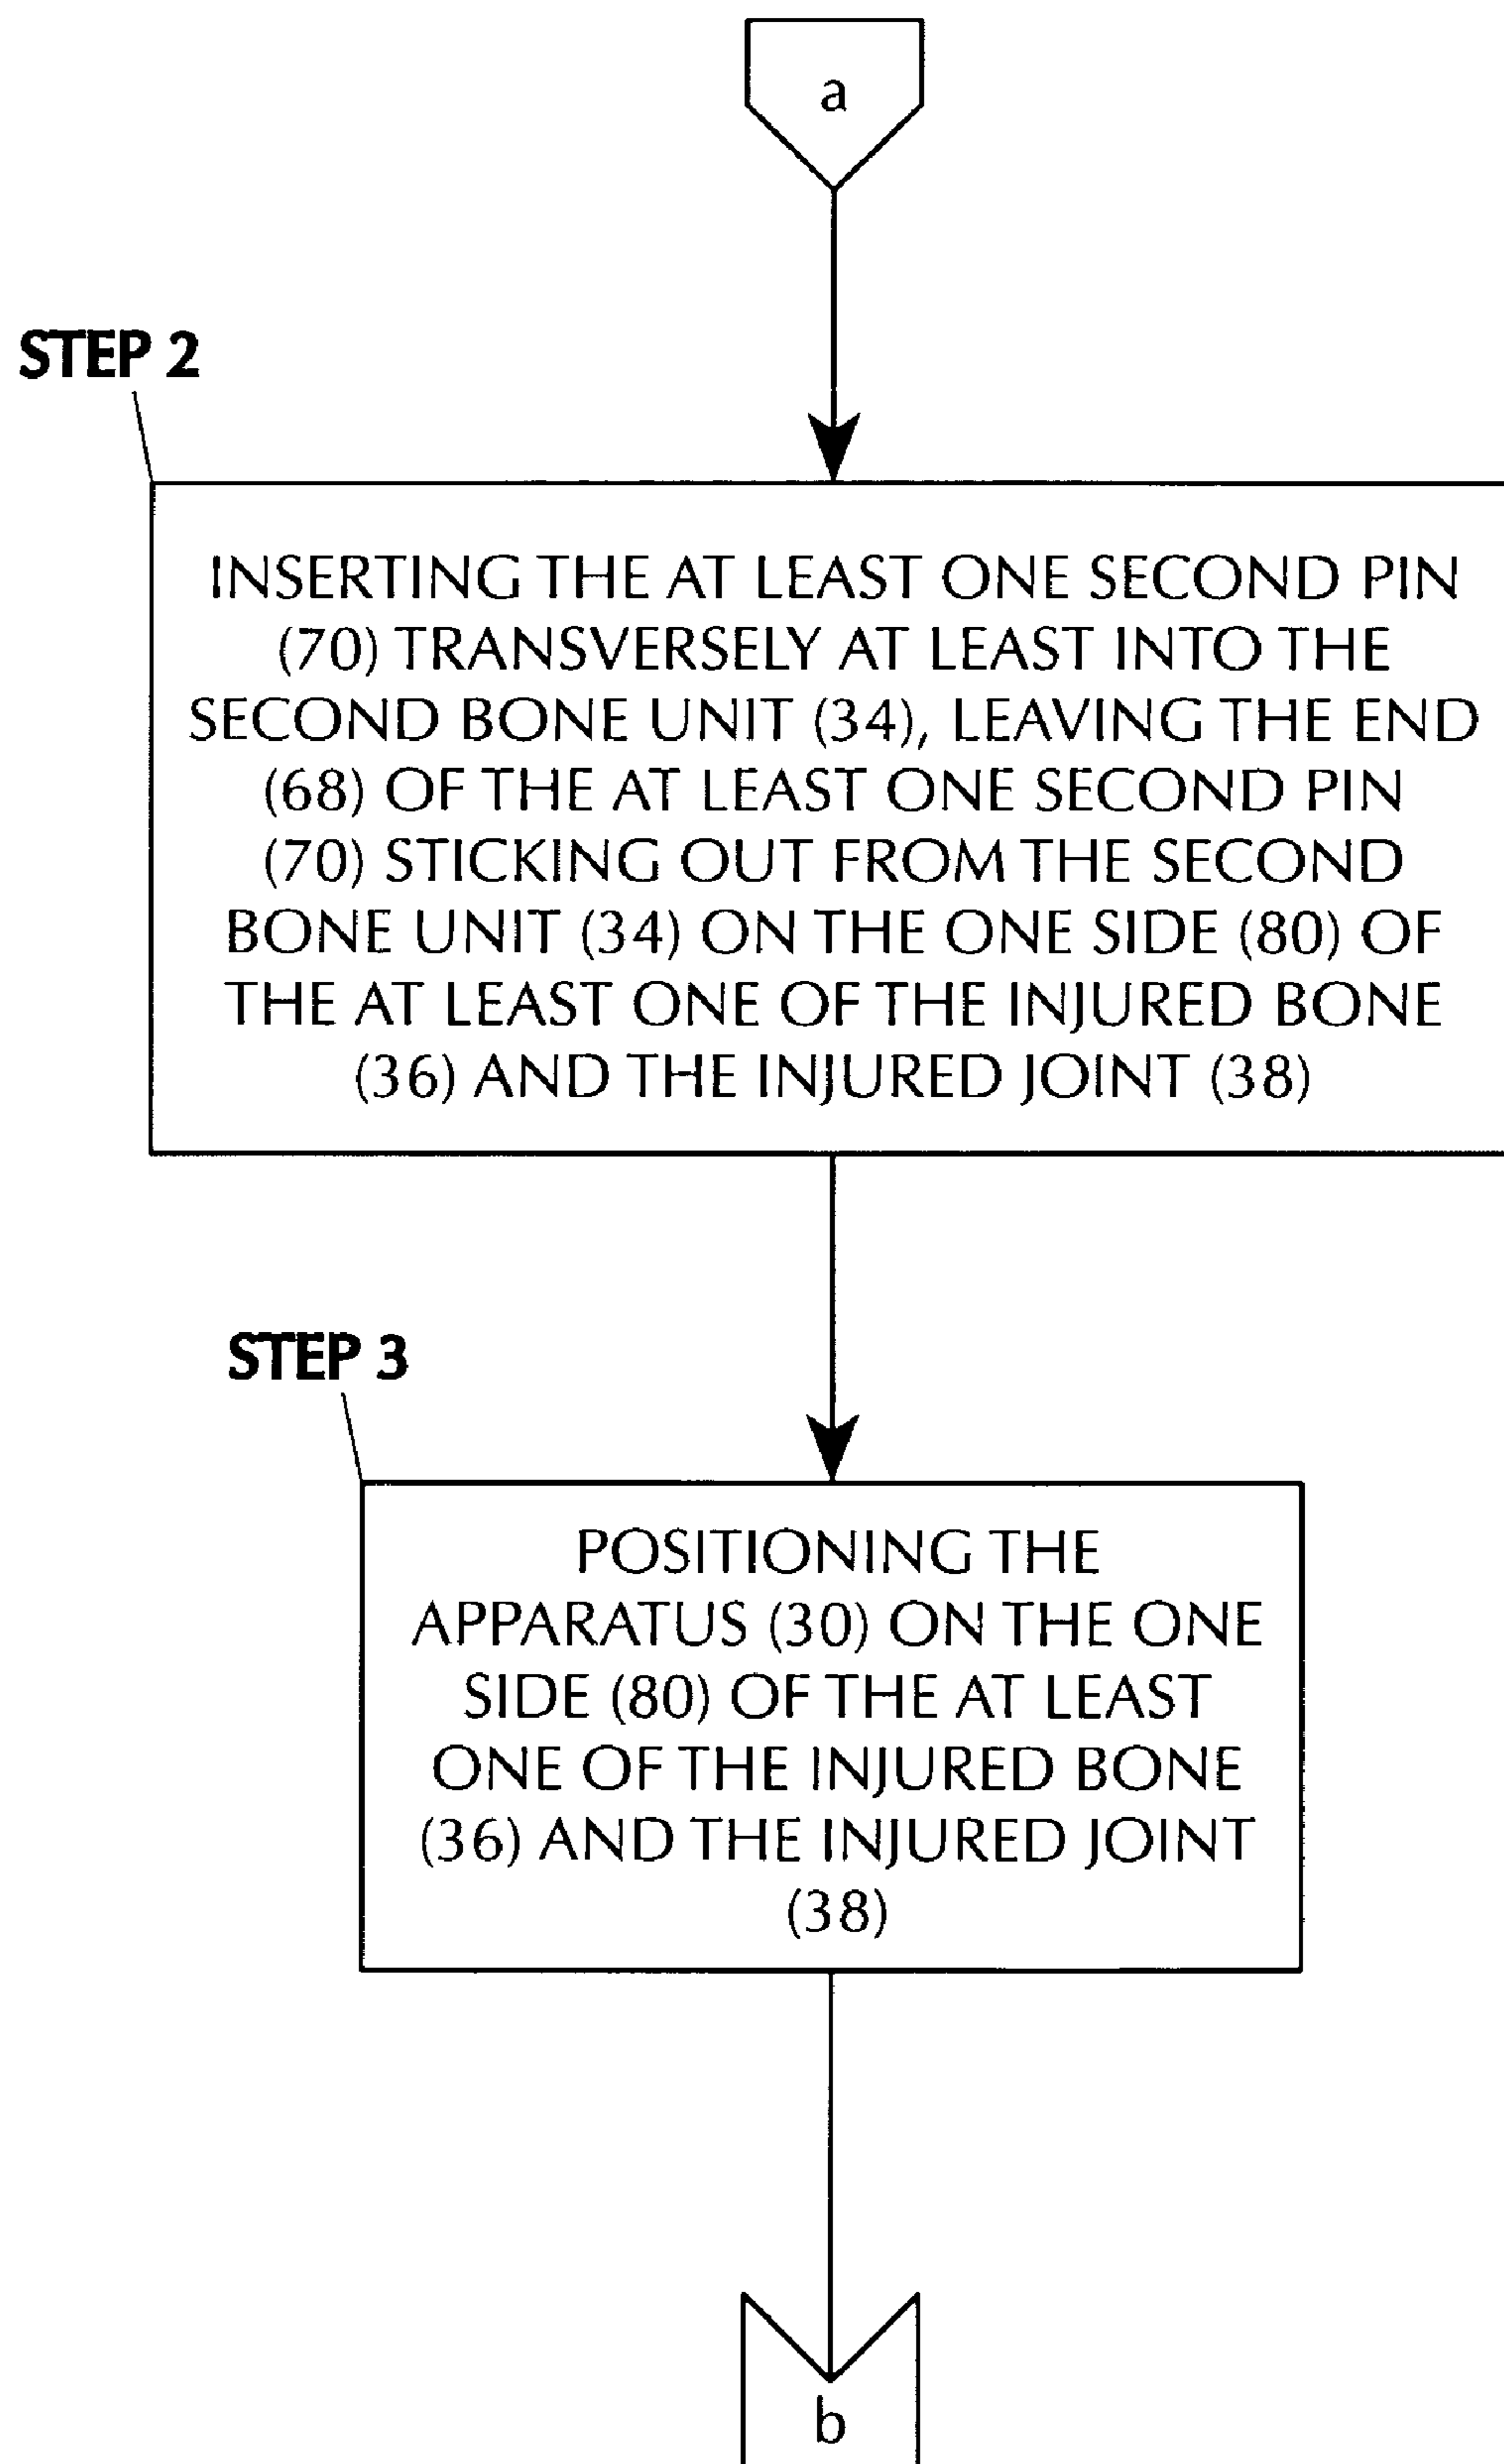 a
STEP 2
INSERTING THE AT LEAST ONE SECOND PIN
(70) TRANSVERSELY AT LEAST INTO THE
SECOND BONE UNIT (34), LEAVING THE END
(68) OF THE AT LEAST ONE SECOND PIN
(70) STICKING OUT FROM THE SECOND
BONE UNIT (34) ON THE ONE SIDE (80) OF
THE AT LEAST ONE OF THE INJURED BONE
(36) AND THE INJURED JOINT (38)
STEP 3
POSITIONING THE
APPARATUS (30) ON THE ONE
SIDE (80) OF THE AT LEAST
ONE OF THE INJURED BONE
(36) AND THE INJURED JOINT
(38)
b